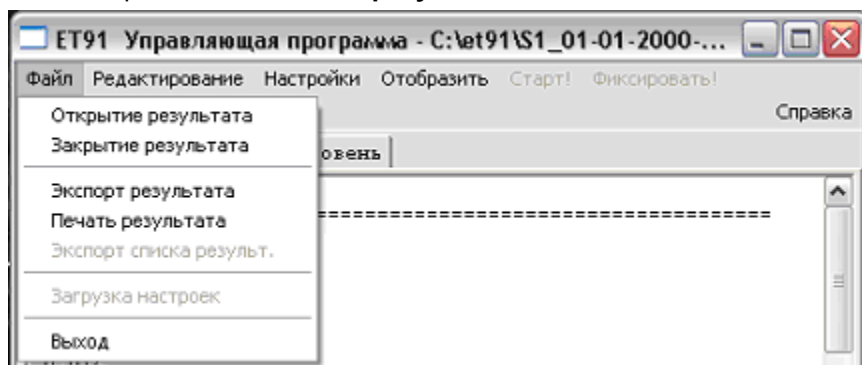 ET91 Управляющая программа - C:\et91\S1_01-01-2000-...
Файл Редактирование Настройки Отобразить Старт! Фиксировать!
Справка
Открытие результата
Закрытие результата
овень
Экспорт результата
Печать результата
====================================
Экспорт списка результ.
Загрузка настроек
Выход